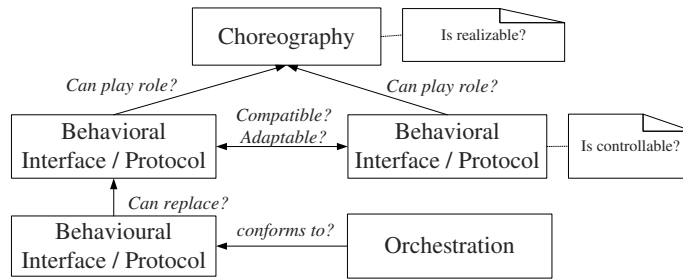 Choreography
Is realizable?
Can play role?
Can play role?
Behavioral
Interface / Protocol
Compatible?
Adaptable?
Behavioral
Interface / Protocol
Is controllable?
Can replace?
Behavioural
Interface / Protocol
conforms to?
Orchestration